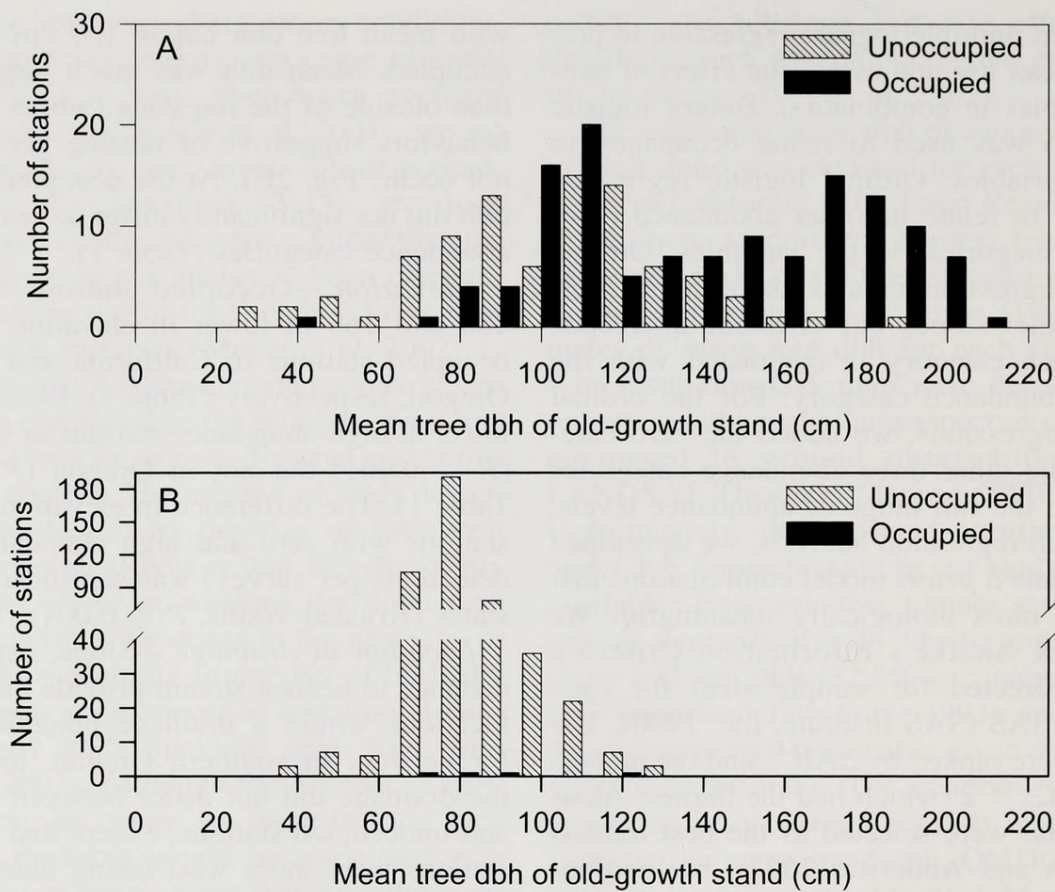 30
20
10
0
Number of stations
A
Unoccupied
Occupied
0 20 40 60 80 100 120 140 160 180 200 220
Mean tree dbh of old-growth stand (cm)
180
150
120
90
40
30
20
10
0
Number of stations
B
Unoccupied
Occupied
0 20 40 60 80 100 120 140 160 180 200 220
Mean tree dbh of old-growth stand (cm)